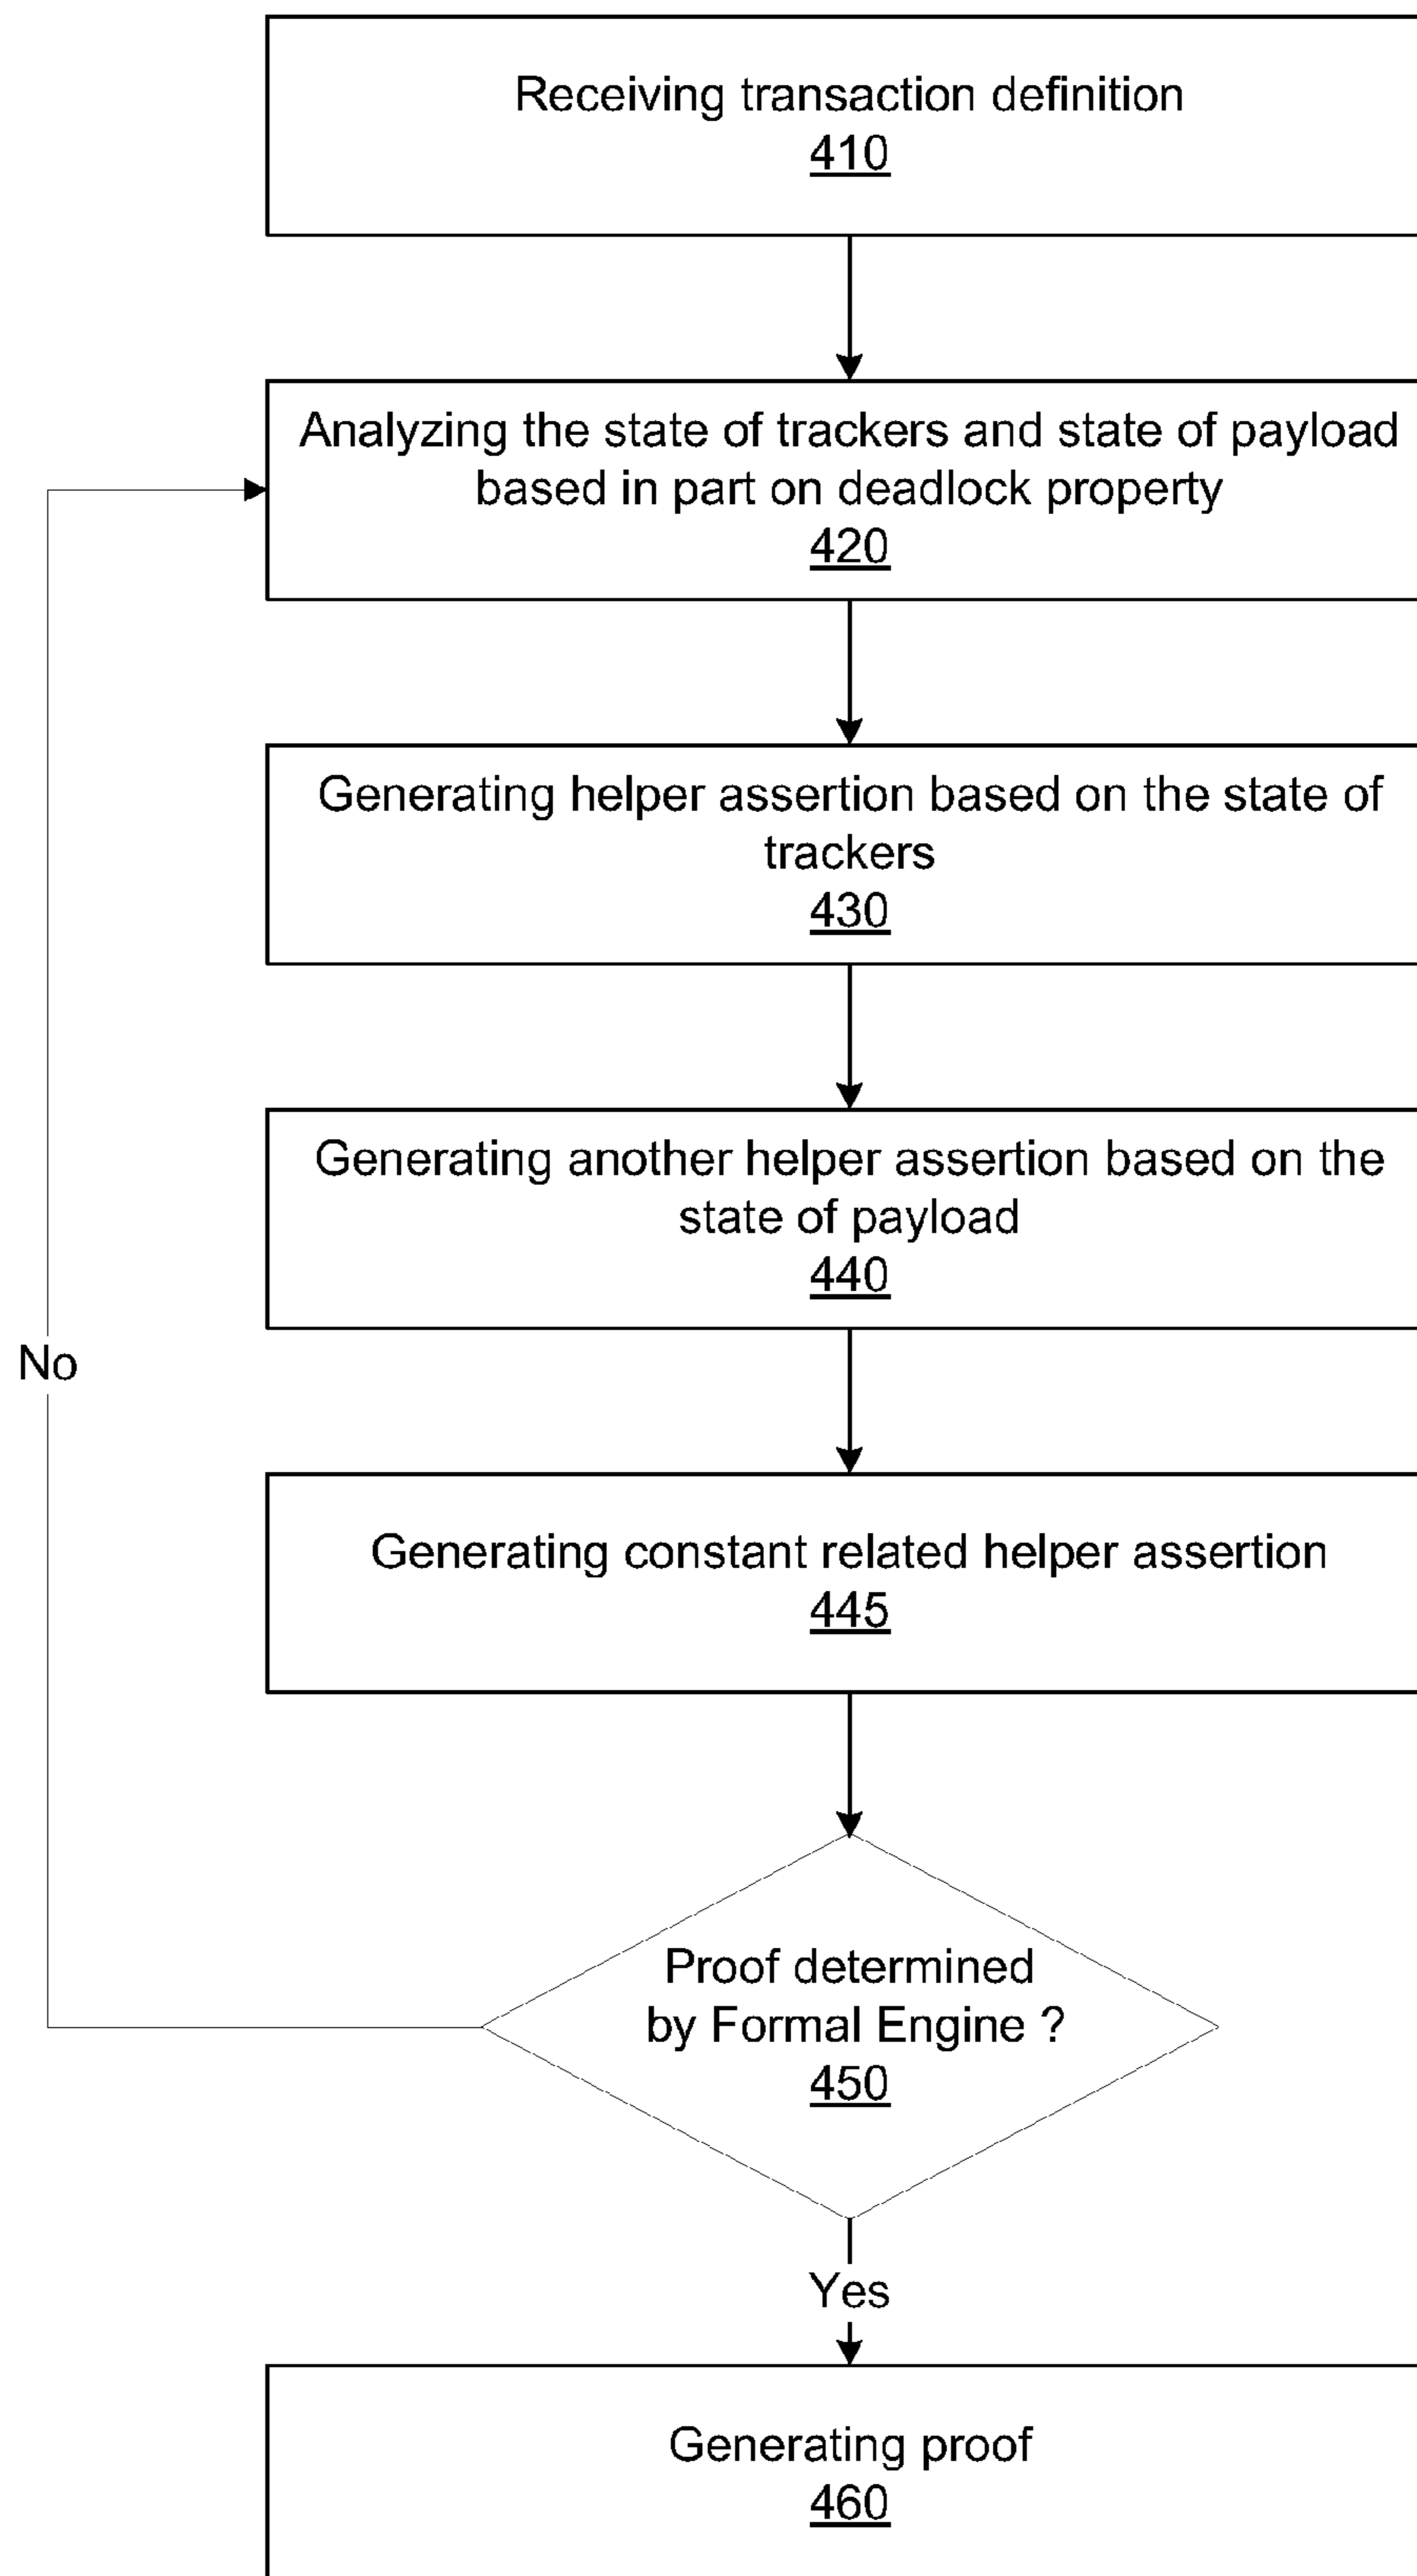 Receiving transaction definition
410
Analyzing the state of trackers and state of payload
based in part on deadlock property
420
Generating helper assertion based on the state of
trackers
430
Generating another helper assertion based on the
state of payload
440
No
Generating constant related helper assertion
445
Proof determined
by Formal Engine ?
450
Yes
Generating proof
460